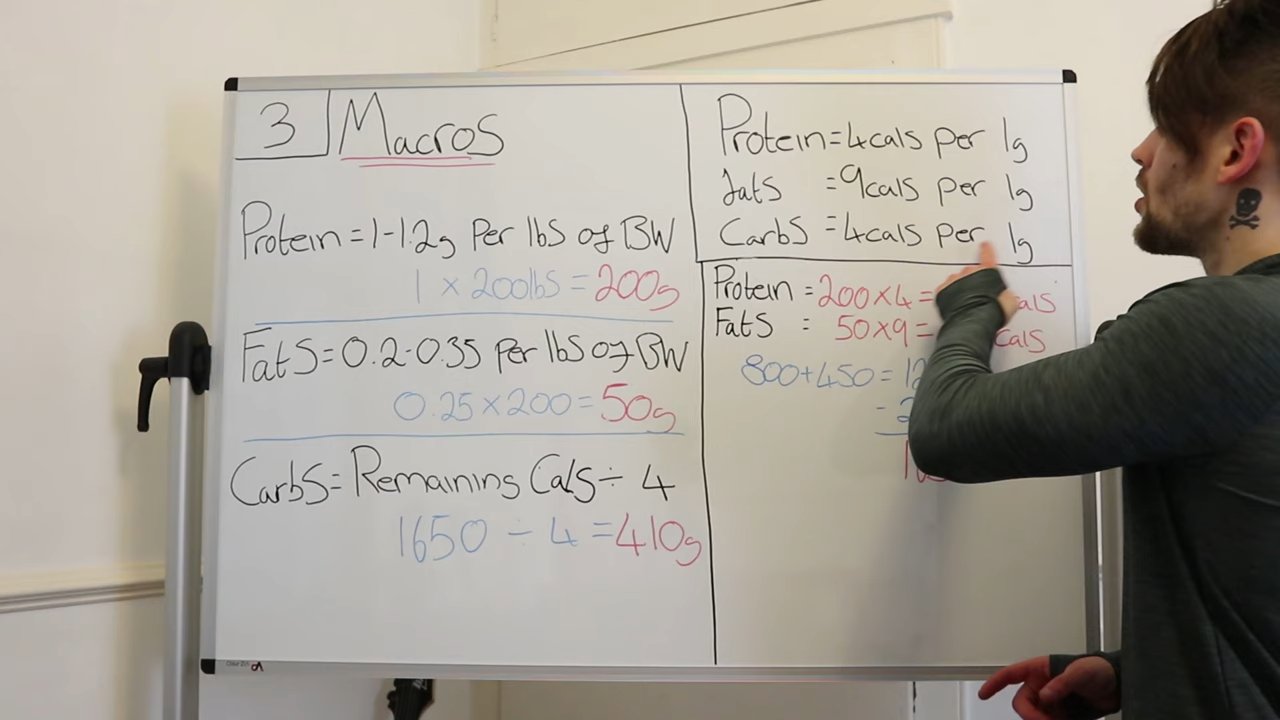 3 Macros
Protein = 1-1.2g Per lbs of BW
1 × 200lbs = 200g
Fats = 0.2-0.35 Per lbs of BW
0.25 × 200 = 50g
Carbs = Remaining Cals ÷ 4
1650 ÷ 4 = 410g
Protein = 4cals per 1g
fats = 9cals per 1g
Carbs = 4cals per 1g
Protein = 200 × 4 =
Fats = 50 × 9 = cals
800 + 450 =